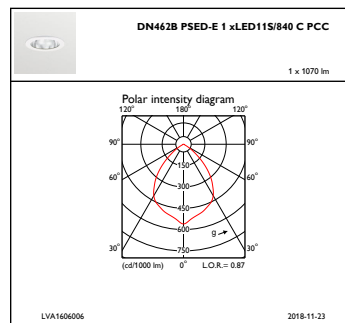 DN462B PSED-E 1 xLED11S/840 C PCC
1 x 1070 lm
Polar intensity diagram
120° 180° 120°
90° 90°
150
60° 60°
300
450
600
g
30° 750 30°
(cd/1000 lm) 0° L.O.R.= 0.87
LVA1606006 2018-11-23